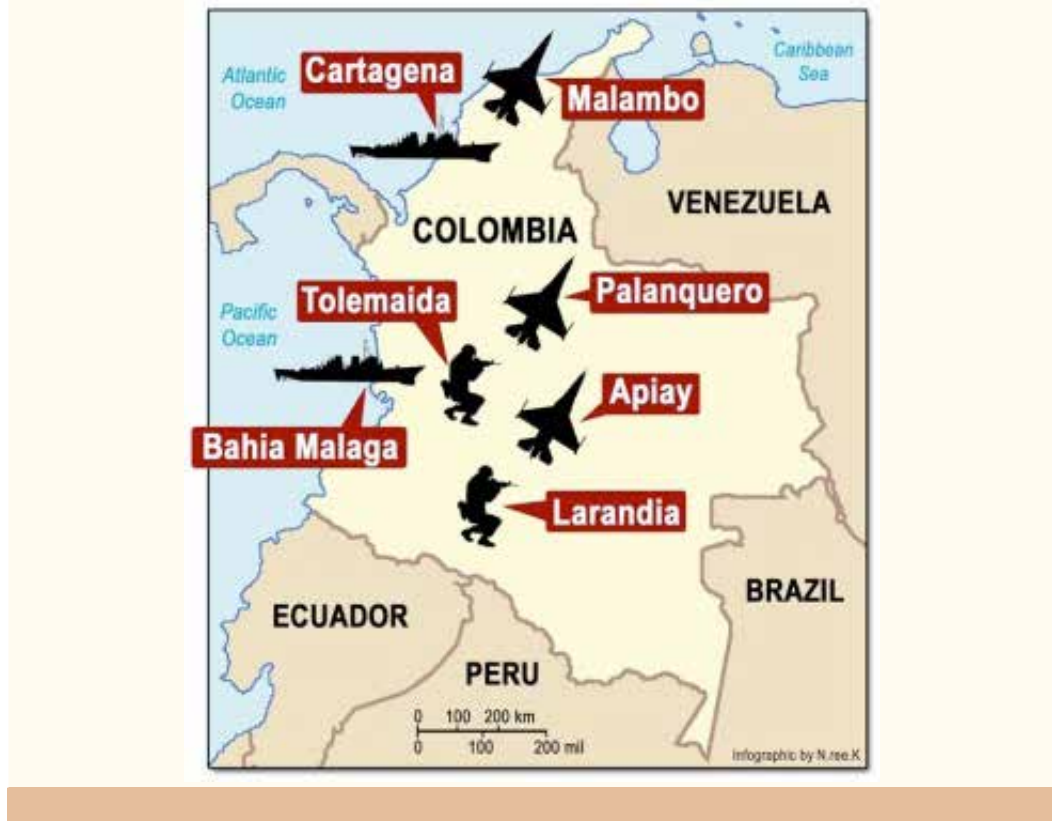 Atlantic
Ocean
Cartagena
Caribbean
Sea
Malambo
VENEZUELA
COLOMBIA
Palanquero
Tolemaida
Pacific
Ocean
Apiay
Bahia Malaga
Larandia
BRAZIL
ECUADOR
PERU
0 100 200 km
0 100 200 mil
Infographic by N.ree.K